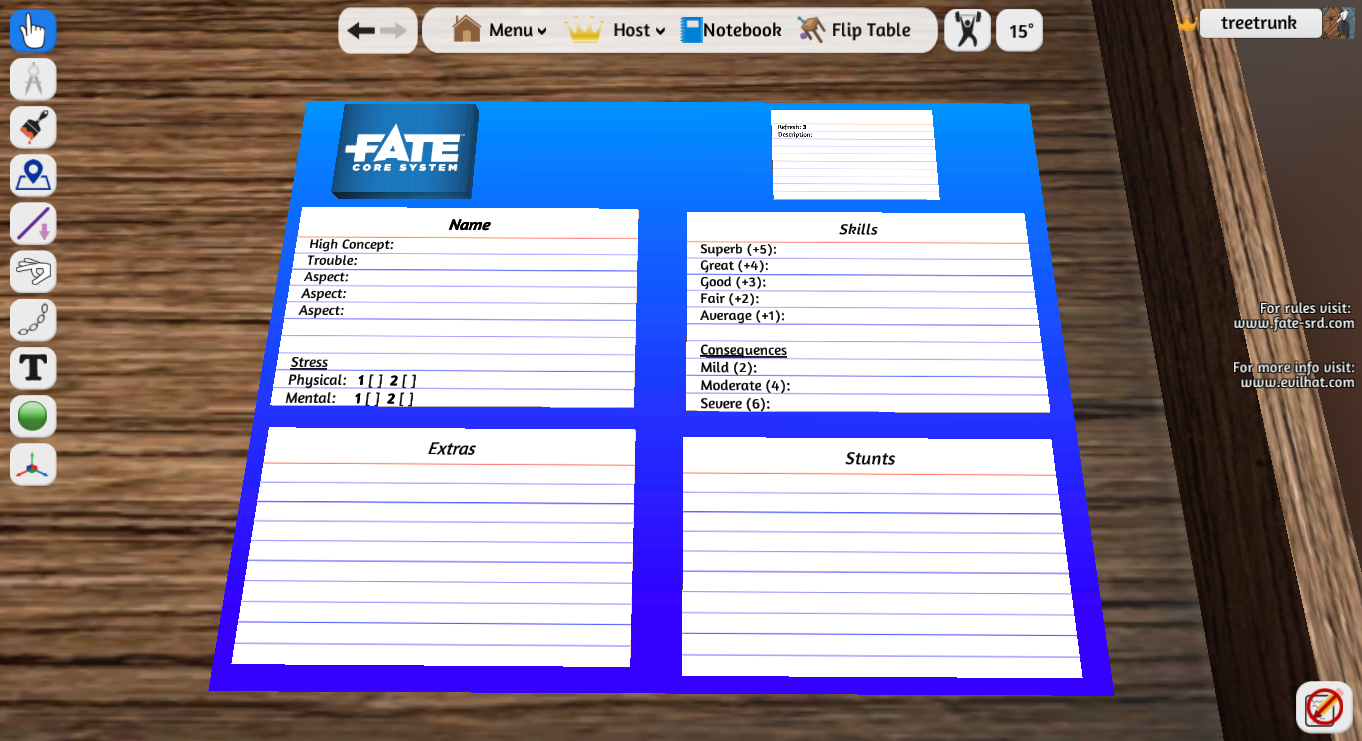 Menu
Host
Notebook
Flip Table
15°
treetrunk
FATE
CORE SYSTEM
Refresh: 3
Description:
Name
High Concept:
Trouble:
Aspect:
Aspect:
Aspect:
Stress
Physical: 1 [ ] 2 [ ]
Mental: 1 [ ] 2 [ ]
Skills
Superb (+5):
Great (+4):
Good (+3):
Fair (+2):
Average (+1):
Consequences
Mild (2):
Moderate (4):
Severe (6):
For rules visit:
www.fate-srd.com
For more info visit:
www.evilhat.com
Extras
Stunts
T